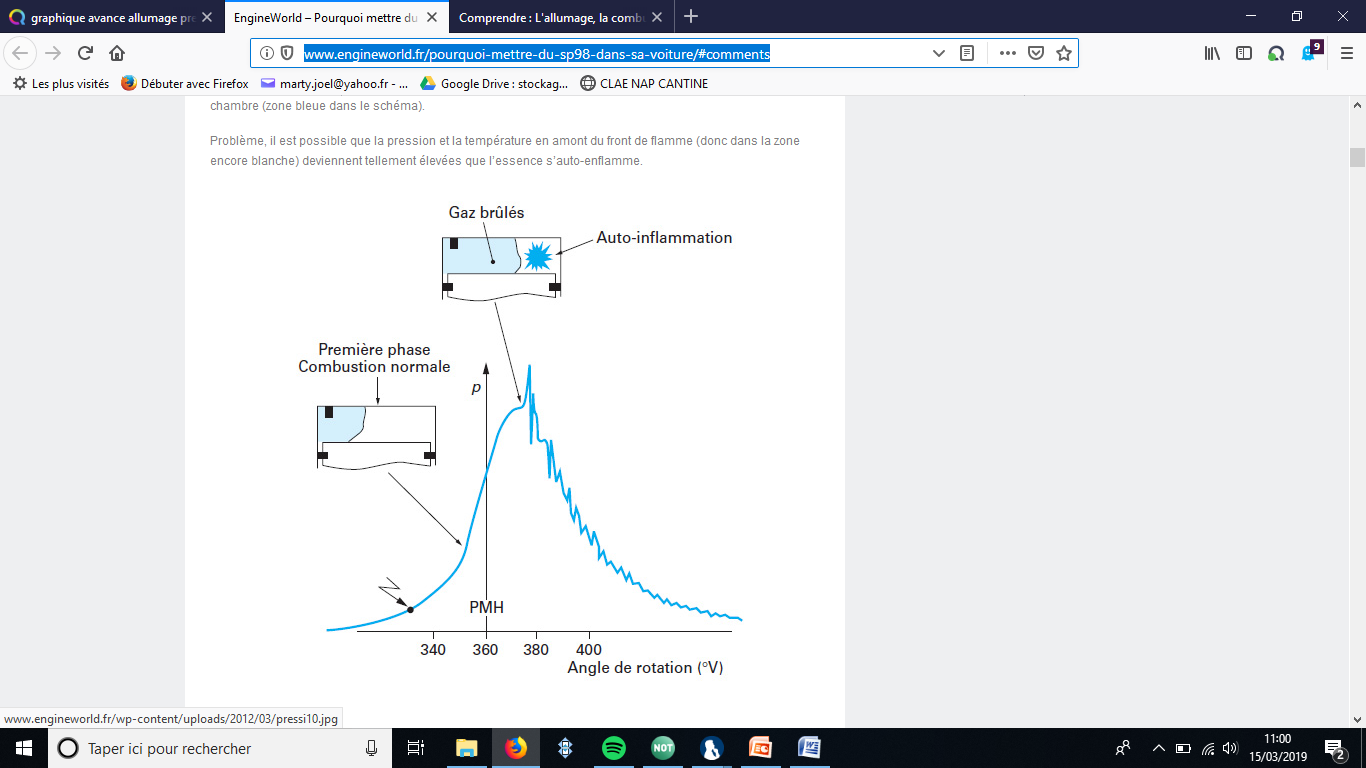 graphique avance allumage pre
EngineWorld – Pourquoi mettre du
Comprendre : L'allumage, la comb
www.engineworld.fr/pourquoi-mettre-du-sp98-dans-sa-voiture/#comments
9
Les plus visités
Débuter avec Firefox
marty.joel@yahoo.fr - ...
Google Drive : stockag...
CLAE NAP CANTINE
chambre (zone bleue dans le schéma).
Problème, il est possible que la pression et la température en amont du front de flamme (donc dans la zone
encore blanche) deviennent tellement élevées que l'essence s'auto-enflamme.
Gaz brûlés
Auto-inflammation
Première phase
Combustion normale
p
PMH
340 360 380 400
Angle de rotation (°V)
www.engineworld.fr/wp-content/uploads/2012/03/pressi10.jpg
Taper ici pour rechercher
NOT
EC
W
11:00
15/03/2019
2